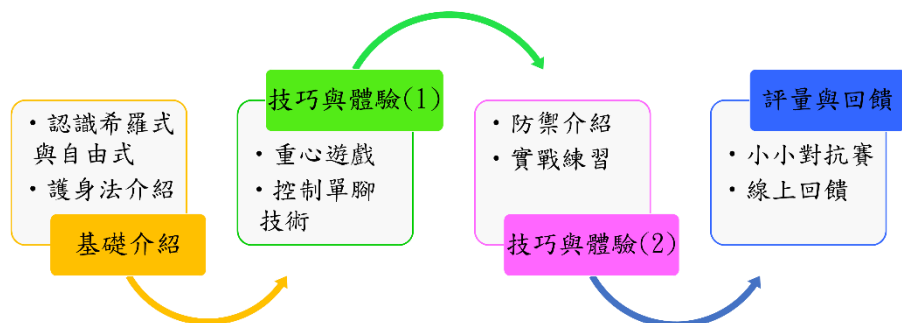 • 認識希羅式
與自由式
• 護身法介紹
基礎介紹
技巧與體驗(1)
• 重心遊戲
• 控制單腳
技術
• 防禦介紹
• 實戰練習
技巧與體驗(2)
評量與回饋
• 小小對抗賽
• 線上回饋